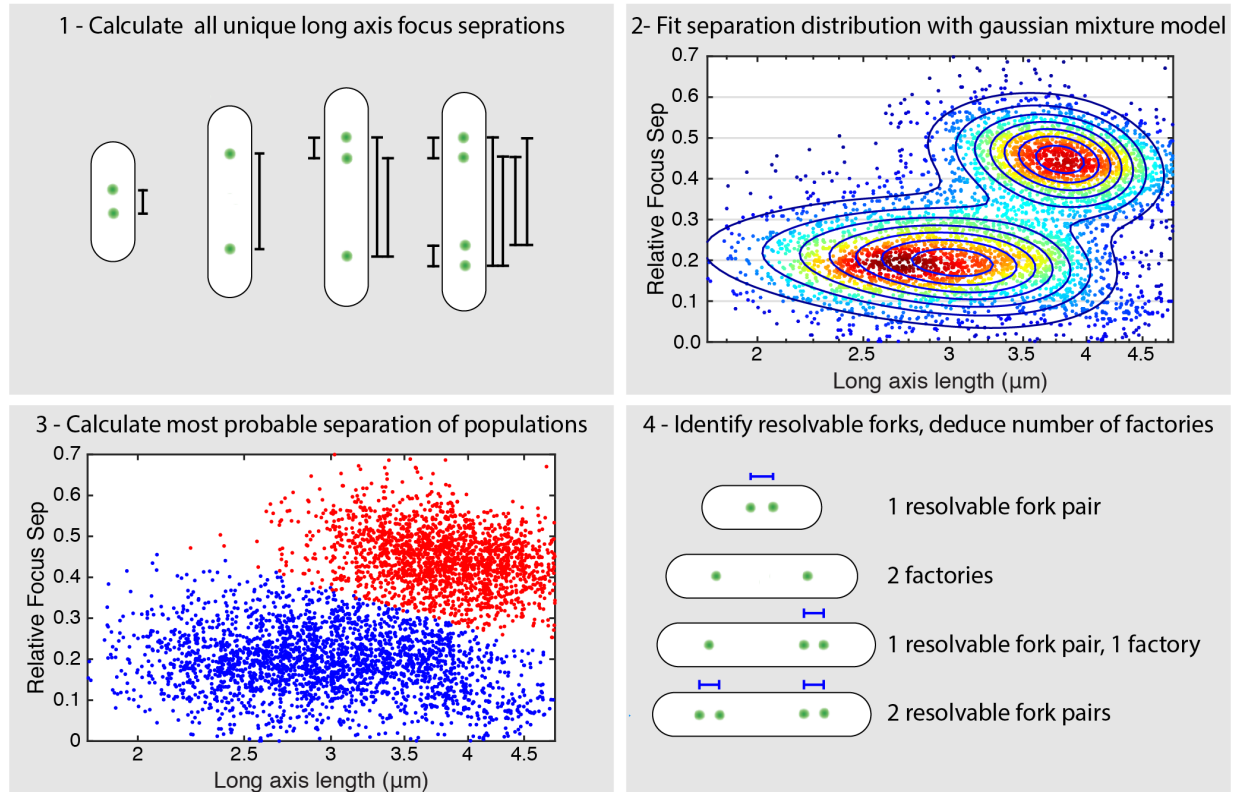 1 - Calculate all unique long axis focus seprations
2- Fit separation distribution with gaussian mixture model
0.7
0.6
0.5
0.4
0.3
0.2
0.1
0.0
Relative Focus Sep
2
2.5
3
3.5
4
4.5
Long axis length (μm)
3 - Calculate most probable separation of populations
0.7
0.6
0.5
0.4
0.3
0.2
0.1
0
Relative Focus Sep
2
2.5
3
3.5
4
4.5
Long axis length (μm)
4 - Identify resolvable forks, deduce number of factories
1 resolvable fork pair
2 factories
1 resolvable fork pair, 1 factory
2 resolvable fork pairs